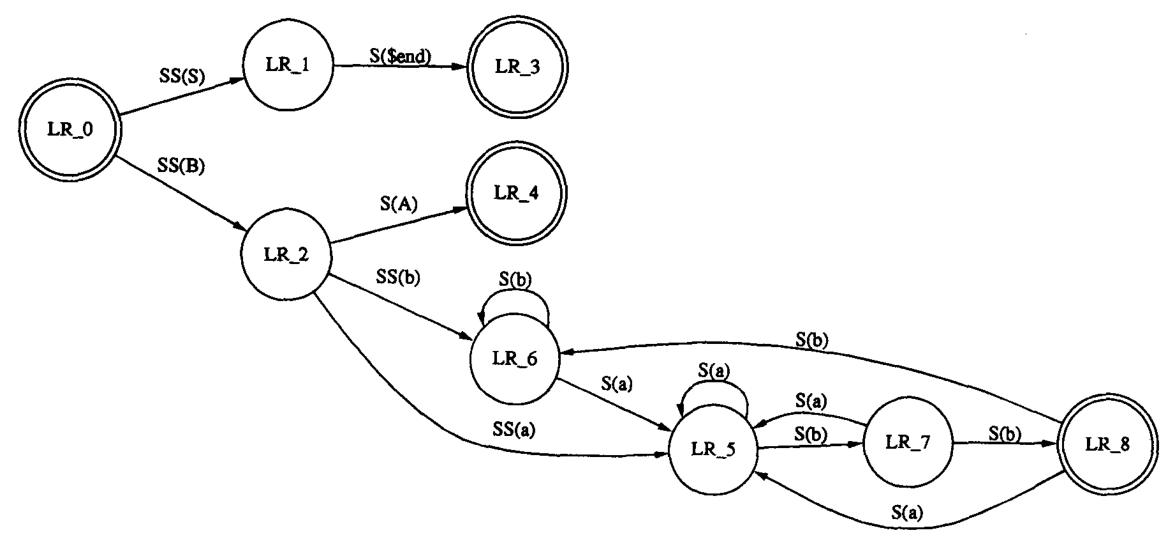 LR_0
SS(S)
SS(B)
LR_1
S($end)
LR_3
LR_2
S(A)
LR_4
SS(b)
SS(a)
S(b)
LR_6
S(a)
S(b)
S(a)
LR_5
S(a)
S(b)
LR_7
S(b)
LR_8
S(a)